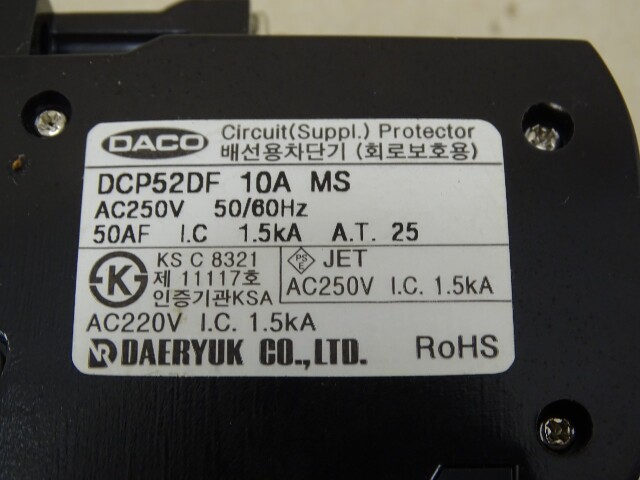 DACO
Circuit(Suppl.) Protector
배선용차단기 (회로보호용)
DCP52DF 10A MS
AC250V 50/60Hz
50AF I.C 1.5kA A.T. 25
K
KS C 8321
제 11117호
인증기관KSA
PS
E
JET
AC250V I.C. 1.5kA
AC220V I.C. 1.5kA
DAERYUK CO.,LTD.
RoHS